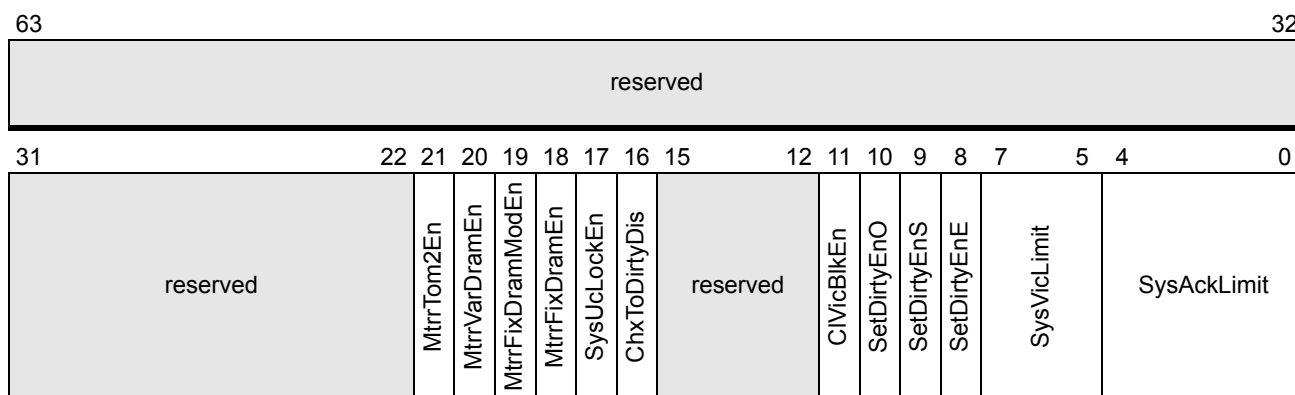 63 32
reserved
31 22 21 20 19 18 17 16 15 12 11 10 9 8 7 5 4 0
reserved
MtrrTom2En
MtrrVarDramEn
MtrrFixDramModEn
MtrrFixDramEn
SysUcLockEn
ChxToDirtyDis
reserved
ClVicBlkEn
SetDirtyEnO
SetDirtyEnS
SetDirtyEnE
SysVicLimit
SysAckLimit